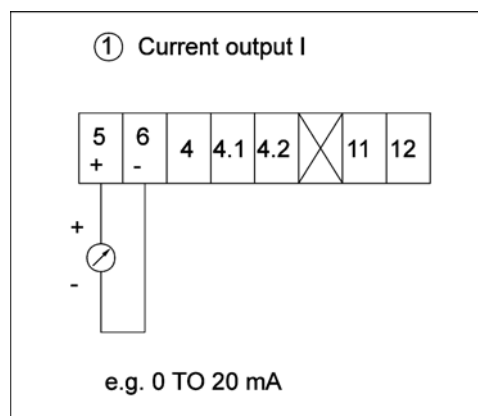 ① Current output I
5 6 4 4.1 4.2 11 12
+ -
+
-
e.g. 0 TO 20 mA